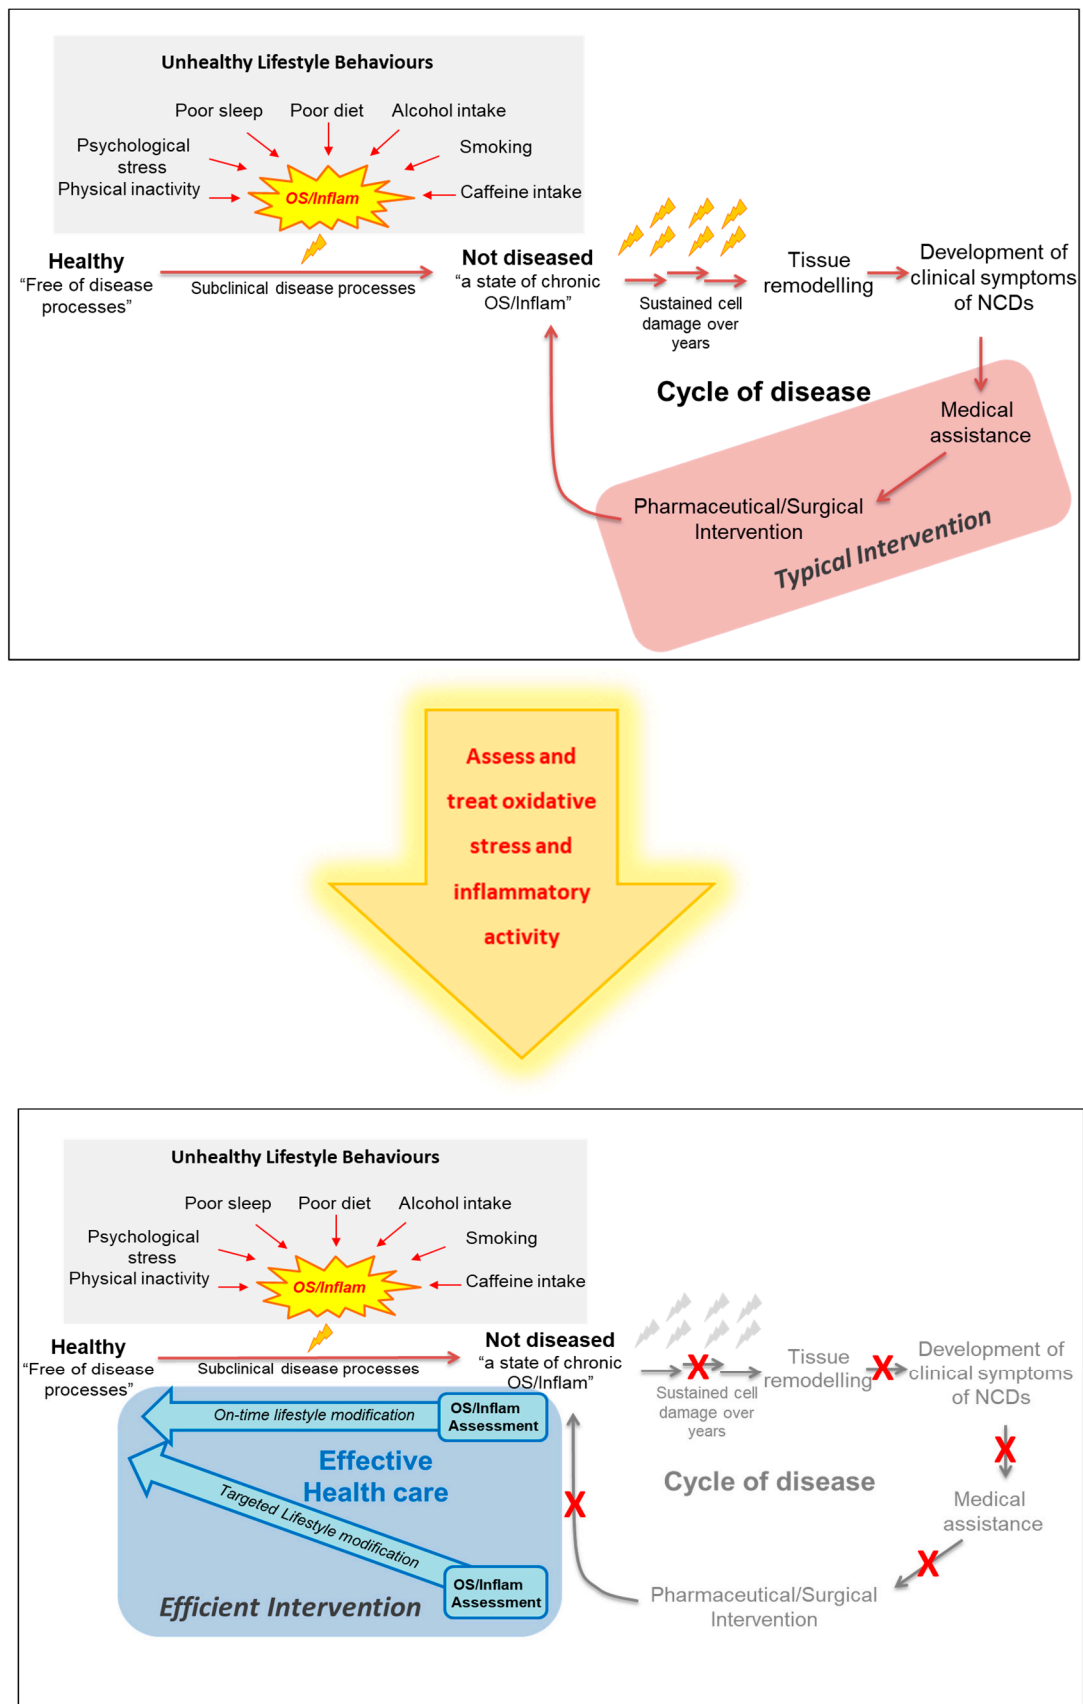 Unhealthy Lifestyle Behaviours
Poor sleep
Poor diet
Alcohol intake
Psychological
stress
Smoking
Physical inactivity
OS/Inflam
Caffeine intake
Healthy
“Free of disease
processes”
Subclinical disease processes
Not diseased
“a state of chronic
OS/Inflam”
Sustained cell
damage over
years
Tissue
remodelling
Development of
clinical symptoms
of NCDs
Cycle of disease
Medical
assistance
Pharmaceutical/Surgical
Intervention
Typical Intervention
Assess and
treat oxidative
stress and
inflammatory
activity
Unhealthy Lifestyle Behaviours
Poor sleep
Poor diet
Alcohol intake
Psychological
stress
Smoking
Physical inactivity
OS/Inflam
Caffeine intake
Healthy
“Free of disease
processes”
Subclinical disease processes
Not diseased
“a state of chronic
OS/Inflam”
Sustained cell
damage over
years
Tissue
remodelling
Development of
clinical symptoms
of NCDs
On-time lifestyle modification
OS/Inflam
Assessment
Effective
Health care
Targeted Lifestyle modification
OS/Inflam
Assessment
Efficient Intervention
Cycle of disease
Medical
assistance
Pharmaceutical/Surgical
Intervention
X
X
X
X
X